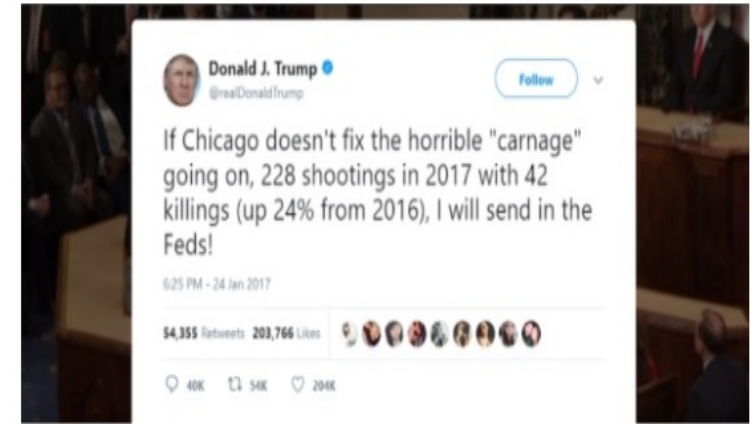 Donald J. Trump
@realDonaldTrump
Follow
If Chicago doesn't fix the horrible "carnage"
going on, 228 shootings in 2017 with 42
killings (up 24% from 2016), I will send in the
Feds!
6:25 PM - 24 Jan 2017
54,355 Retweets 203,766 Likes
40K 54K 204K